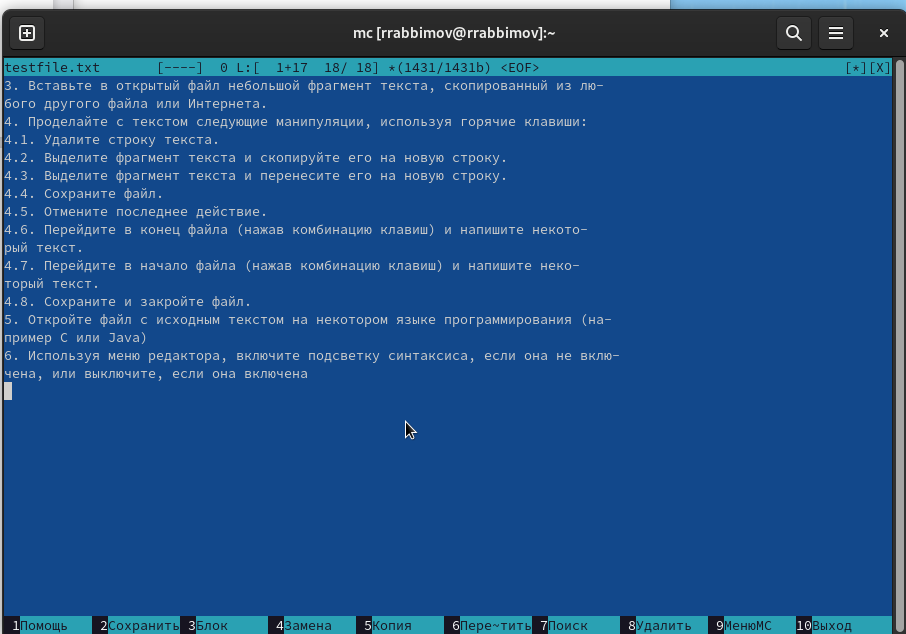 mc [rrabbimov@rrabbimov]:~
testfile.txt [----] 0 L:[ 1+17 18/ 18] *(1431/1431b) <EOF> [*][X]
3. Вставьте в открытый файл небольшой фрагмент текста, скопированный из лю-
бого другого файла или Интернета.
4. Проделайте с текстом следующие манипуляции, используя горячие клавиши:
4.1. Удалите строку текста.
4.2. Выделите фрагмент текста и скопируйте его на новую строку.
4.3. Выделите фрагмент текста и перенесите его на новую строку.
4.4. Сохраните файл.
4.5. Отмените последнее действие.
4.6. Перейдите в конец файла (нажав комбинацию клавиш) и напишите некото-
рый текст.
4.7. Перейдите в начало файла (нажав комбинацию клавиш) и напишите неко-
торый текст.
4.8. Сохраните и закройте файл.
5. Откройте файл с исходным текстом на некотором языке программирования (на-
пример C или Java)
6. Используя меню редактора, включите подсветку синтаксиса, если она не вклю-
чена, или выключите, если она включена
1Помощь 2Сохранить 3Блок 4Замена 5Копия 6Пере~тить 7Поиск 8Удалить 9МенюMC 10Выход